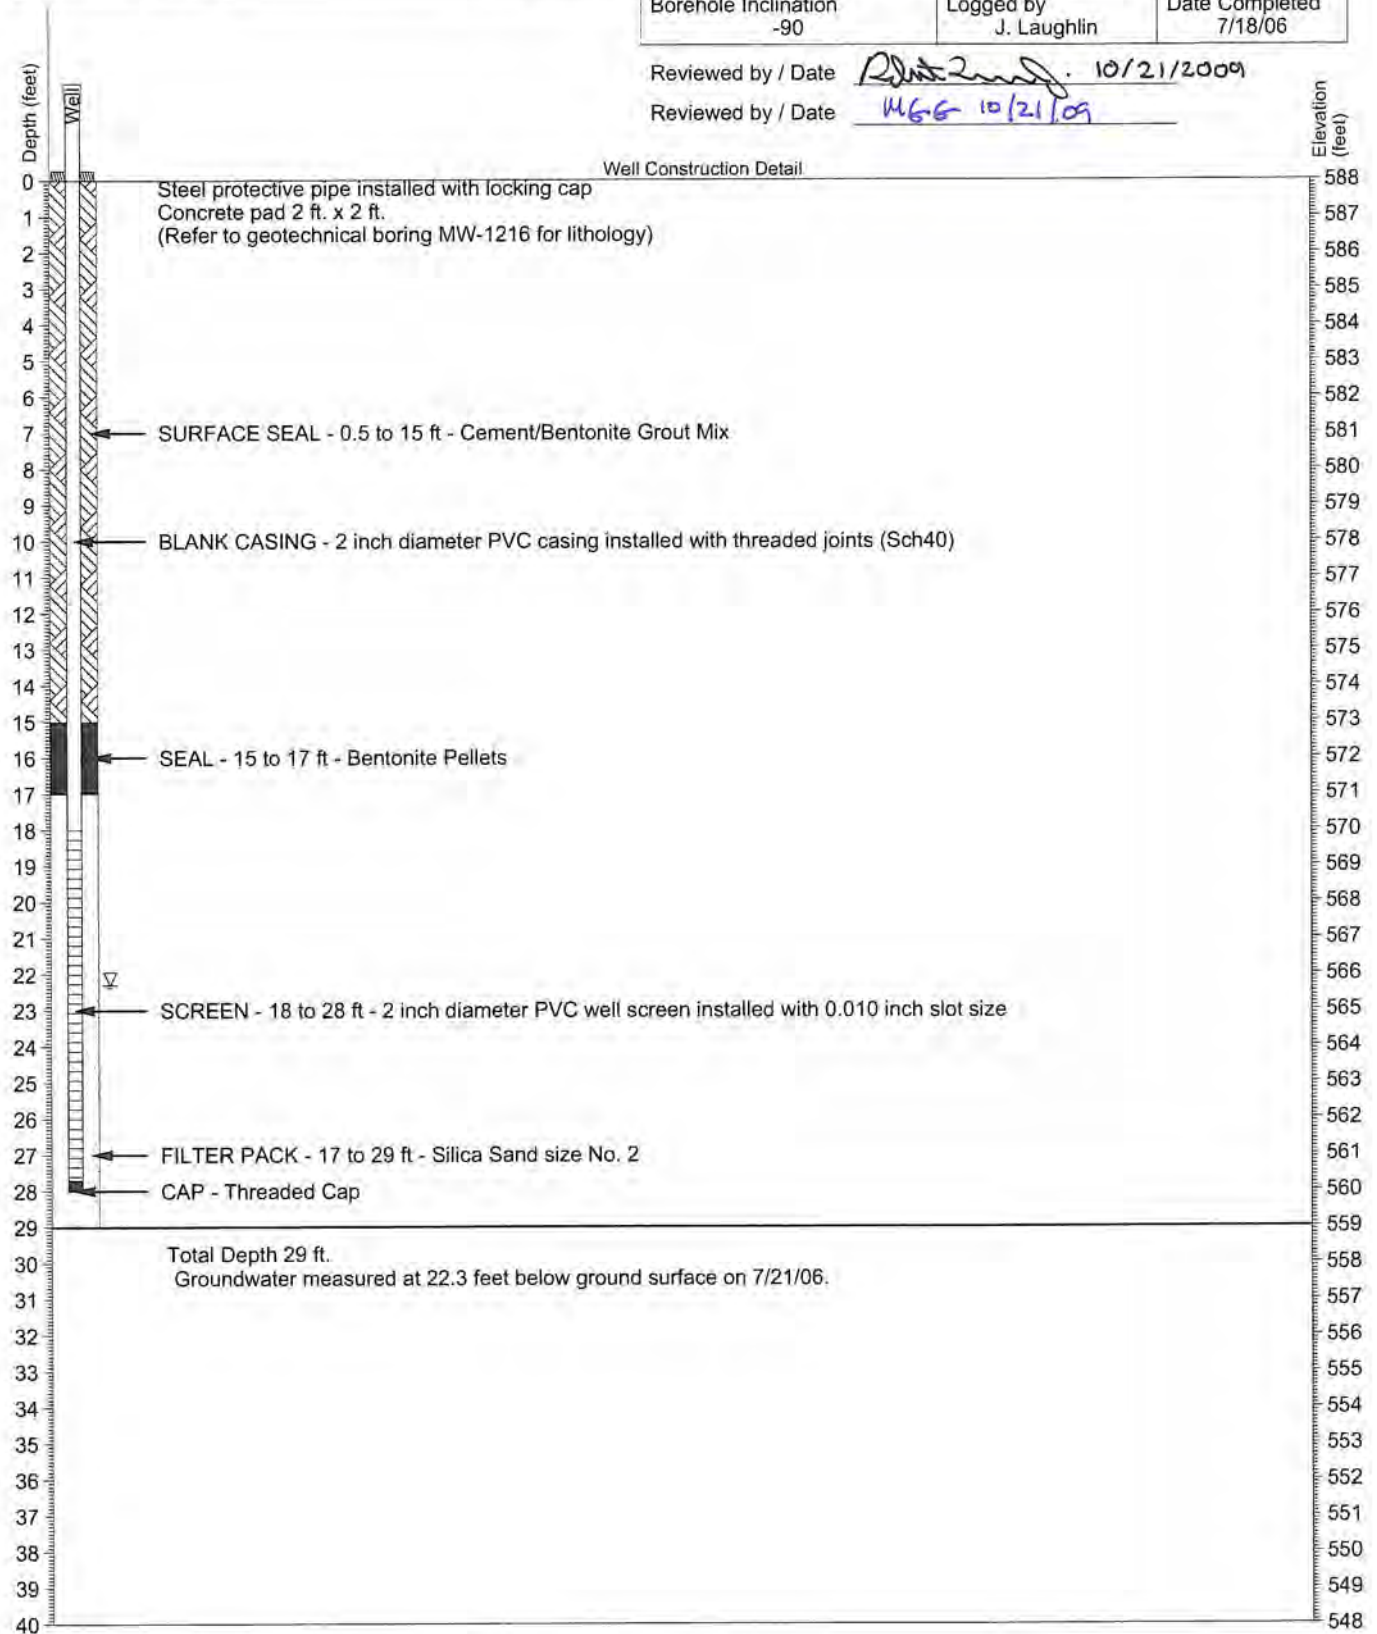 Borehole Inclination Logged by Date Completed
-90 J. Laughlin 7/18/06
Reviewed by / Date 10/21/2009
Reviewed by / Date MGG 10/21/09
Depth (feet)
Well
Elevation
(feet)
Well Construction Detail
0 588
Steel protective pipe installed with locking cap
1 Concrete pad 2 ft. x 2 ft. 587
(Refer to geotechnical boring MW-1216 for lithology)
2 586
3 585
4 584
5 583
6 582
7 SURFACE SEAL - 0.5 to 15 ft - Cement/Bentonite Grout Mix 581
8 580
9 579
10 BLANK CASING - 2 inch diameter PVC casing installed with threaded joints (Sch40) 578
11 577
12 576
13 575
14 574
15 573
16 SEAL - 15 to 17 ft - Bentonite Pellets 572
17 571
18 570
19 569
20 568
21 567
22 566
23 SCREEN - 18 to 28 ft - 2 inch diameter PVC well screen installed with 0.010 inch slot size 565
24 564
25 563
26 562
27 FILTER PACK - 17 to 29 ft - Silica Sand size No. 2 561
28 CAP - Threaded Cap 560
29 559
Total Depth 29 ft.
30 558
Groundwater measured at 22.3 feet below ground surface on 7/21/06.
31 557
32 556
33 555
34 554
35 553
36 552
37 551
38 550
39 549
40 548